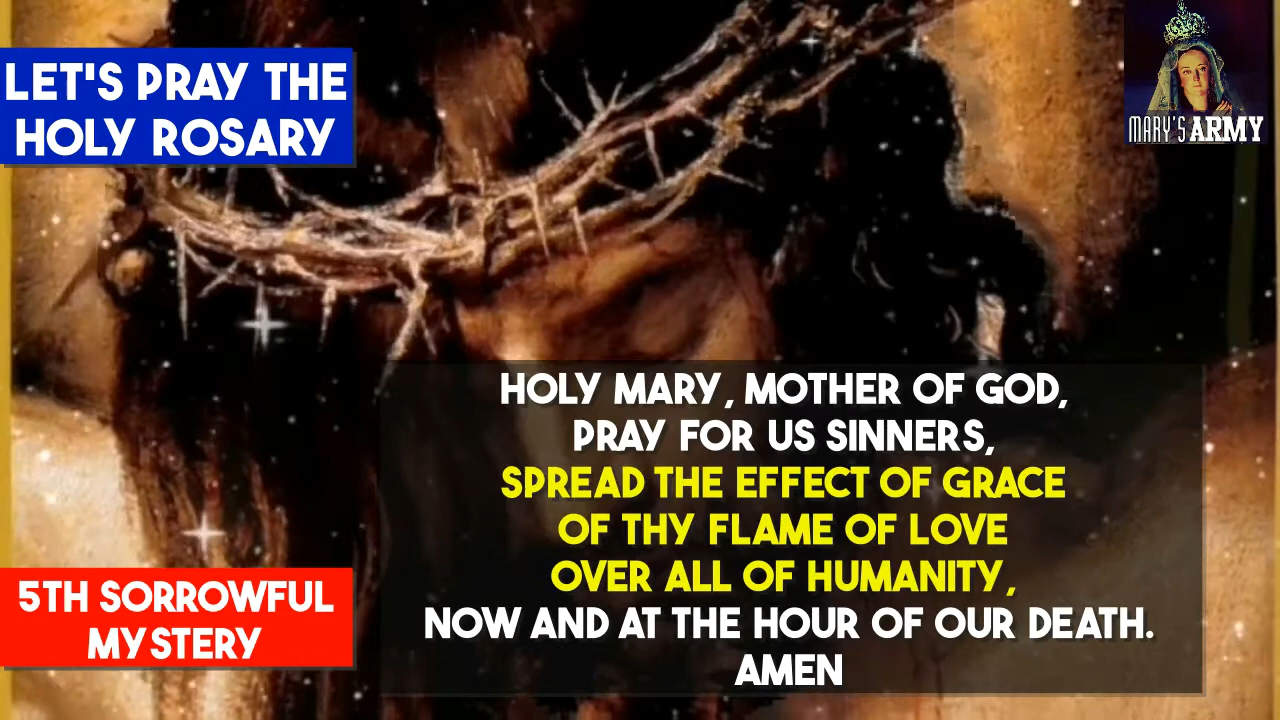 LET'S PRAY THE
HOLY ROSARY
MARY'S ARMY
HOLY MARY, MOTHER OF GOD,
PRAY FOR US SINNERS,
SPREAD THE EFFECT OF GRACE
OF THY FLAME OF LOVE
OVER ALL OF HUMANITY,
NOW AND AT THE HOUR OF OUR DEATH.
AMEN
5TH SORROWFUL
MYSTERY